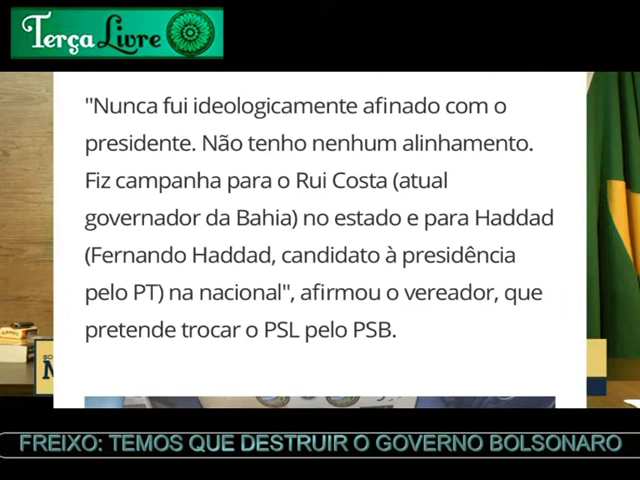 Terça Livre
"Nunca fui ideologicamente afinado com o
presidente. Não tenho nenhum alinhamento.
Fiz campanha para o Rui Costa (atual
governador da Bahia) no estado e para Haddad
(Fernando Haddad, candidato à presidência
pelo PT) na nacional", afirmou o vereador, que
pretende trocar o PSL pelo PSB.
FREIXO: TEMOS QUE DESTRUIR O GOVERNO BOLSONARO